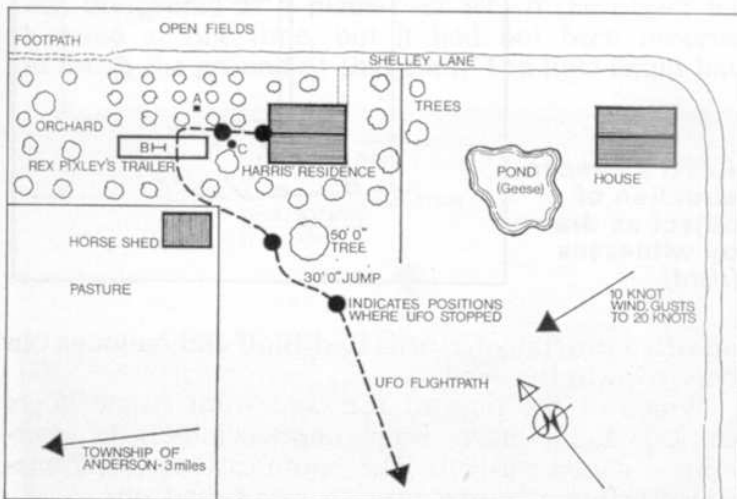 OPEN FIELDS
FOOTPATH
SHELLEY LANE
A
TREES
ORCHARD
B
C
REX PIXLEY'S TRAILER
HARRIS' RESIDENCE
POND
(Geese)
HOUSE
HORSE SHED
50'0"
TREE
30'0" JUMP
PASTURE
INDICATES POSITIONS
WHERE UFO STOPPED
10 KNOT
WIND, GUSTS
TO 20 KNOTS
UFO FLIGHTPATH
N
TOWNSHIP OF
ANDERSON-3miles